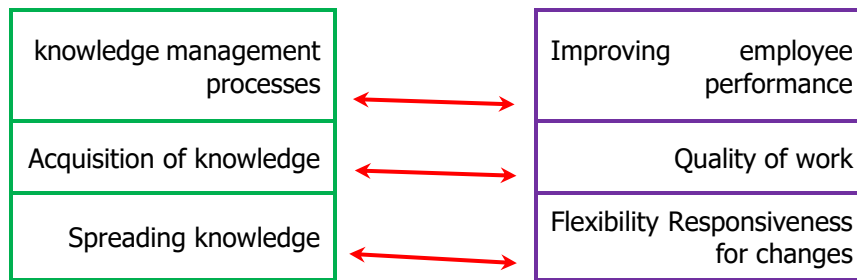 knowledge management
processes
Improving employee
performance
Acquisition of knowledge
Quality of work
Spreading knowledge
Flexibility Responsiveness
for changes